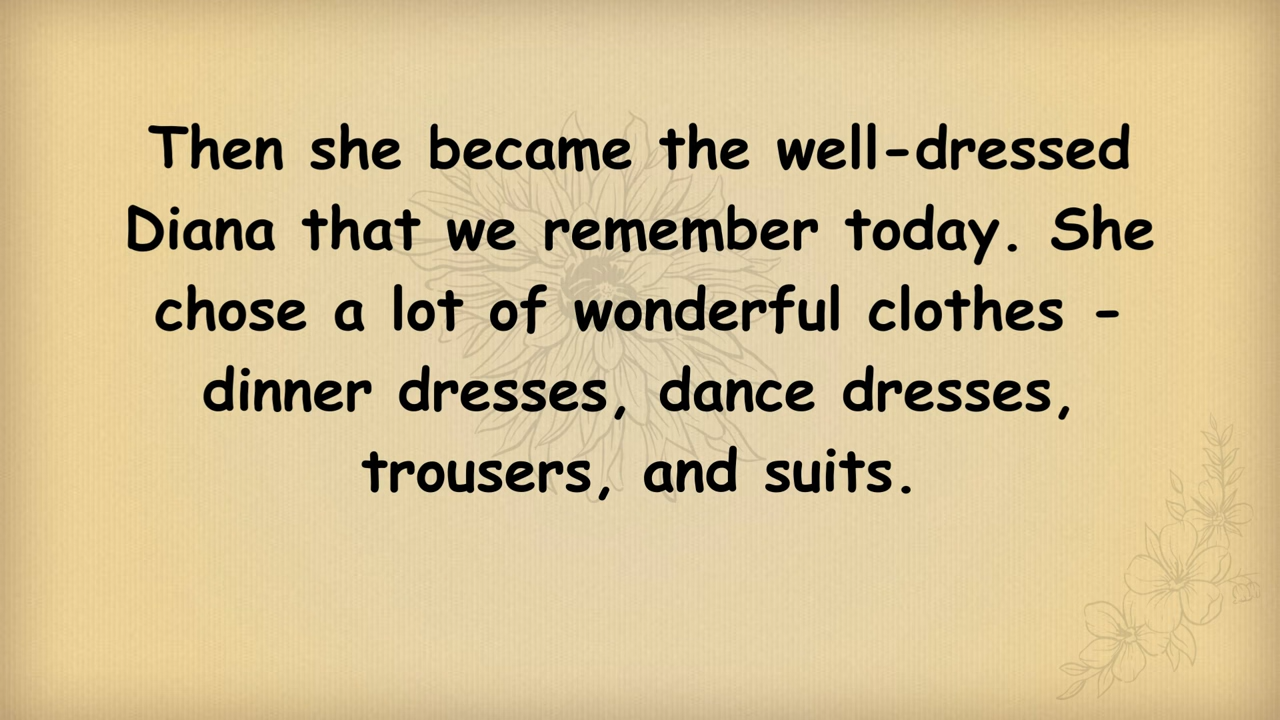 Then she became the well-dressed
Diana that we remember today. She
chose a lot of wonderful clothes -
dinner dresses, dance dresses,
trousers, and suits.